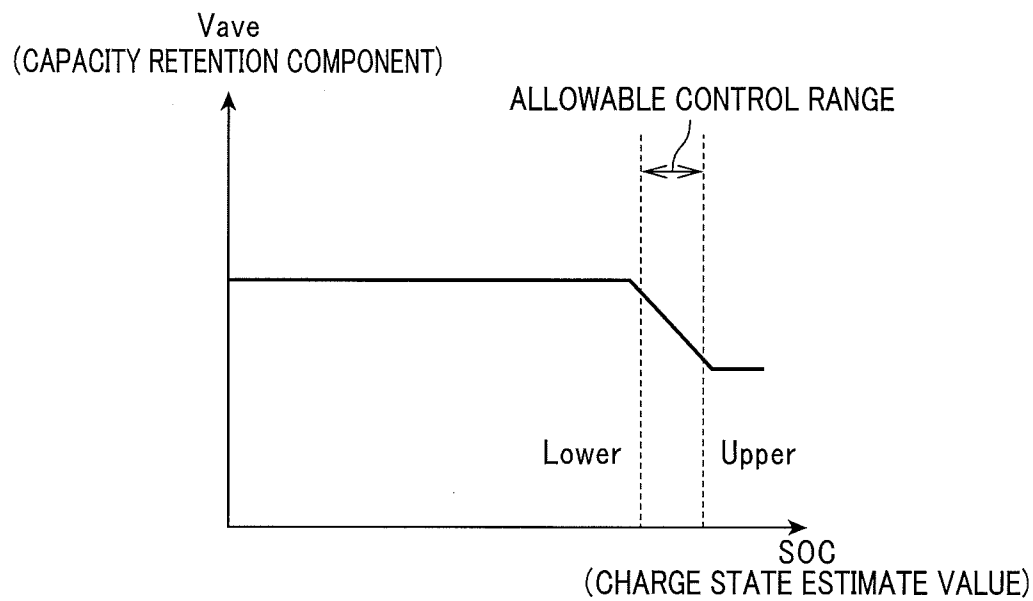 Vave
(CAPACITY RETENTION COMPONENT)
ALLOWABLE CONTROL RANGE
Lower
Upper
SOC
(CHARGE STATE ESTIMATE VALUE)